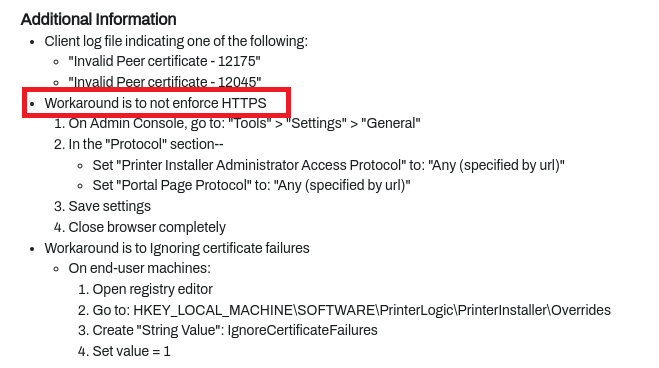 Additional Information
• Client log file indicating one of the following:
◦ "Invalid Peer certificate - 12175"
◦ "Invalid Peer certificate - 12045"
• Workaround is to not enforce HTTPS
1. On Admin Console, go to: "Tools" > "Settings" > "General"
2. In the "Protocol" section--
◦ Set "Printer Installer Administrator Access Protocol" to: "Any (specified by url)"
◦ Set "Portal Page Protocol" to: "Any (specified by url)"
3. Save settings
4. Close browser completely
• Workaround is to Ignoring certificate failures
◦ On end-user machines:
1. Open registry editor
2. Go to: HKEY_LOCAL_MACHINE\SOFTWARE\PrinterLogic\PrinterInstaller\Overrides
3. Create "String Value": IgnoreCertificateFailures
4. Set value = 1